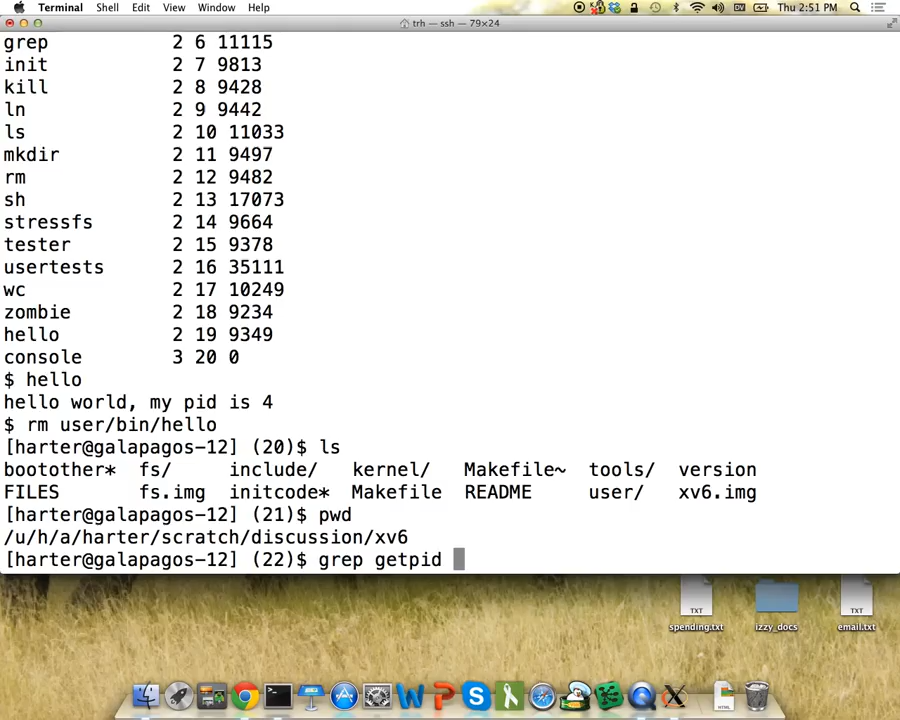 Terminal Shell Edit View Window Help Thu 2:51 PM
trh — ssh — 79×24
grep 2 6 11115
init 2 7 9813
kill 2 8 9428
ln 2 9 9442
ls 2 10 11033
mkdir 2 11 9497
rm 2 12 9482
sh 2 13 17073
stressfs 2 14 9664
tester 2 15 9378
usertests 2 16 35111
wc 2 17 10249
zombie 2 18 9234
hello 2 19 9349
console 3 20 0
$ hello
hello world, my pid is 4
$ rm user/bin/hello
[harter@galapagos-12] (20)$ ls
bootother* fs/ include/ kernel/ Makefile~ tools/ version
FILES fs.img initcode* Makefile README user/ xv6.img
[harter@galapagos-12] (21)$ pwd
/u/h/a/harter/scratch/discussion/xv6
[harter@galapagos-12] (22)$ grep getpid
TXT TXT
spending.txt izzy_docs email.txt
HTML